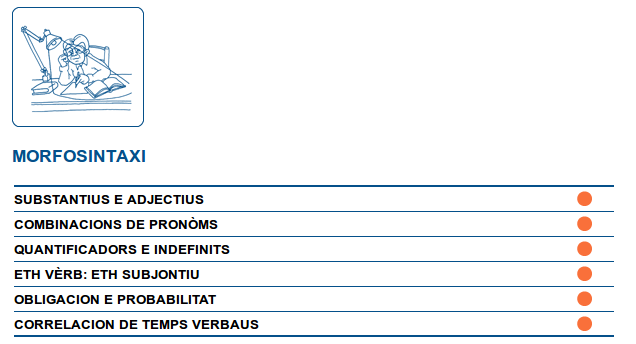 MORFOSINTAXI
SUBSTANTIUS E ADJECTIUS
COMBINACIONS DE PRONÒMS
QUANTIFICADORS E INDEFINITS
ETH VÈRB: ETH SUBJONTIU
OBLIGACION E PROBABILITAT
CORRELACION DE TEMPS VERBAUS